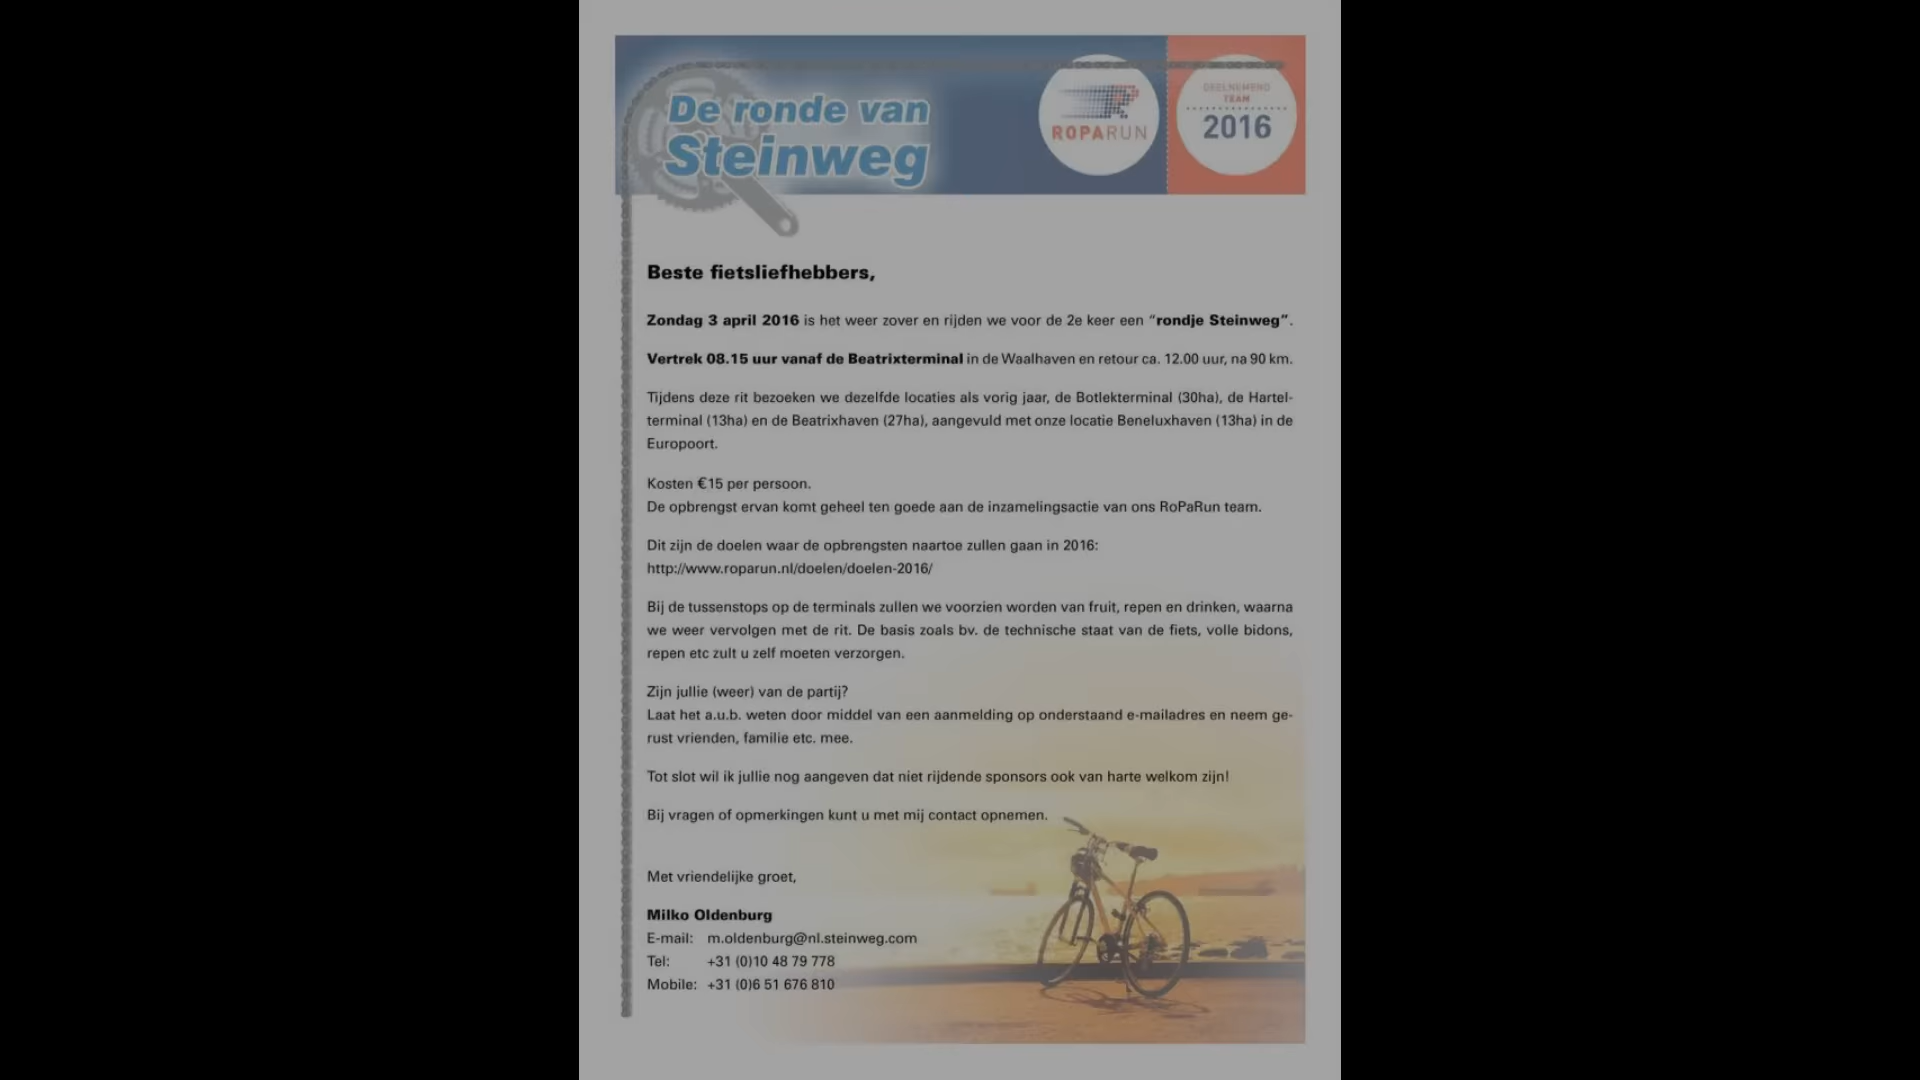 De ronde van
Steinweg
ROPARUN
DEELNEMEND
TEAM
2016
Beste fietsliefhebbers,
Zondag 3 april 2016 is het weer zover en rijden we voor de 2e keer een “rondje Steinweg”.
Vertrek 08.15 uur vanaf de Beatrixterminal in de Waalhaven en retour ca. 12.00 uur, na 90 km.
Tijdens deze rit bezoeken we dezelfde locaties als vorig jaar, de Botlekterminal (30ha), de Hartel-
terminal (13ha) en de Beatrixhaven (27ha), aangevuld met onze locatie Beneluxhaven (13ha) in de
Europoort.
Kosten €15 per persoon.
De opbrengst ervan komt geheel ten goede aan de inzamelingsactie van ons RoPaRun team.
Dit zijn de doelen waar de opbrengsten naartoe zullen gaan in 2016:
http://www.roparun.nl/doelen/doelen-2016/
Bij de tussenstops op de terminals zullen we voorzien worden van fruit, repen en drinken, waarna
we weer vervolgen met de rit. De basis zoals bv. de technische staat van de fiets, volle bidons,
repen etc zult u zelf moeten verzorgen.
Zijn jullie (weer) van de partij?
Laat het a.u.b. weten door middel van een aanmelding op onderstaand e-mailadres en neem ge-
rust vrienden, familie etc. mee.
Tot slot wil ik jullie nog aangeven dat niet rijdende sponsors ook van harte welkom zijn!
Bij vragen of opmerkingen kunt u met mij contact opnemen.
Met vriendelijke groet,
Milko Oldenburg
E-mail: m.oldenburg@nl.steinweg.com
Tel: +31 (0)10 48 79 778
Mobile: +31 (0)6 51 676 810